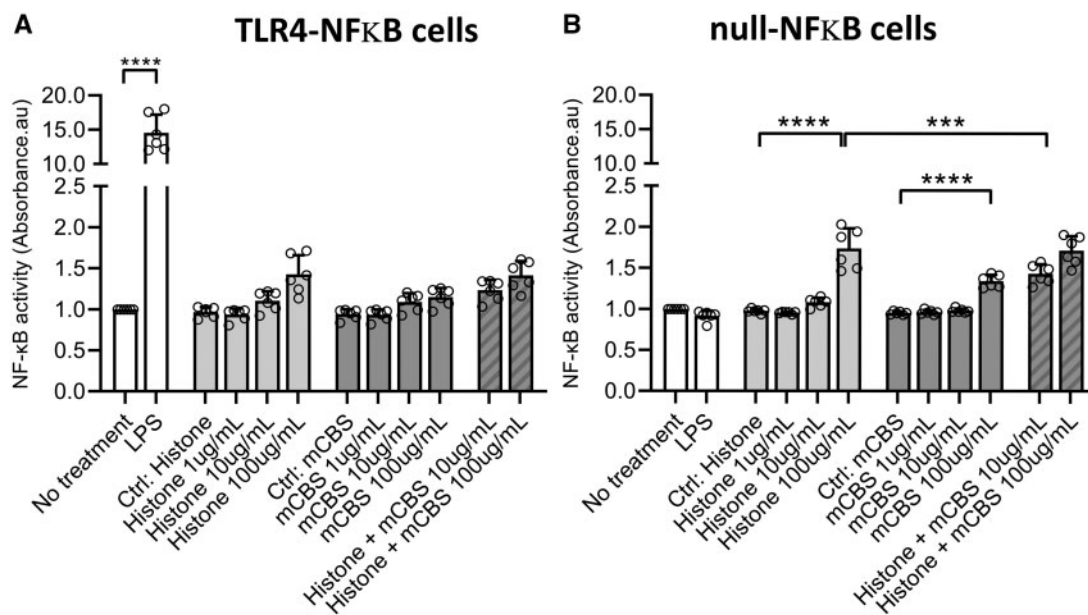 A
TLR4-NFκB cells
NF-κB activity (Absorbance.au)
****
20.0
15.0
10.0
2.5
2.0
1.5
1.0
0.5
0.0
No treatment
LPS
Ctrl: Histone
Histone 1ug/mL
Histone 10ug/mL
Histone 100ug/mL
Ctrl: mCBS
mCBS 1ug/mL
mCBS 10ug/mL
mCBS 100ug/mL
Histone + mCBS 10ug/mL
Histone + mCBS 100ug/mL
B
null-NFκB cells
NF-κB activity (Absorbance.au)
20.0
15.0
10.0
2.5
2.0
1.5
1.0
0.5
0.0
****
***
****
No treatment
LPS
Ctrl: Histone
Histone 1ug/mL
Histone 10ug/mL
Histone 100ug/mL
Ctrl: mCBS
mCBS 1ug/mL
mCBS 10ug/mL
mCBS 100ug/mL
Histone + mCBS 10ug/mL
Histone + mCBS 100ug/mL